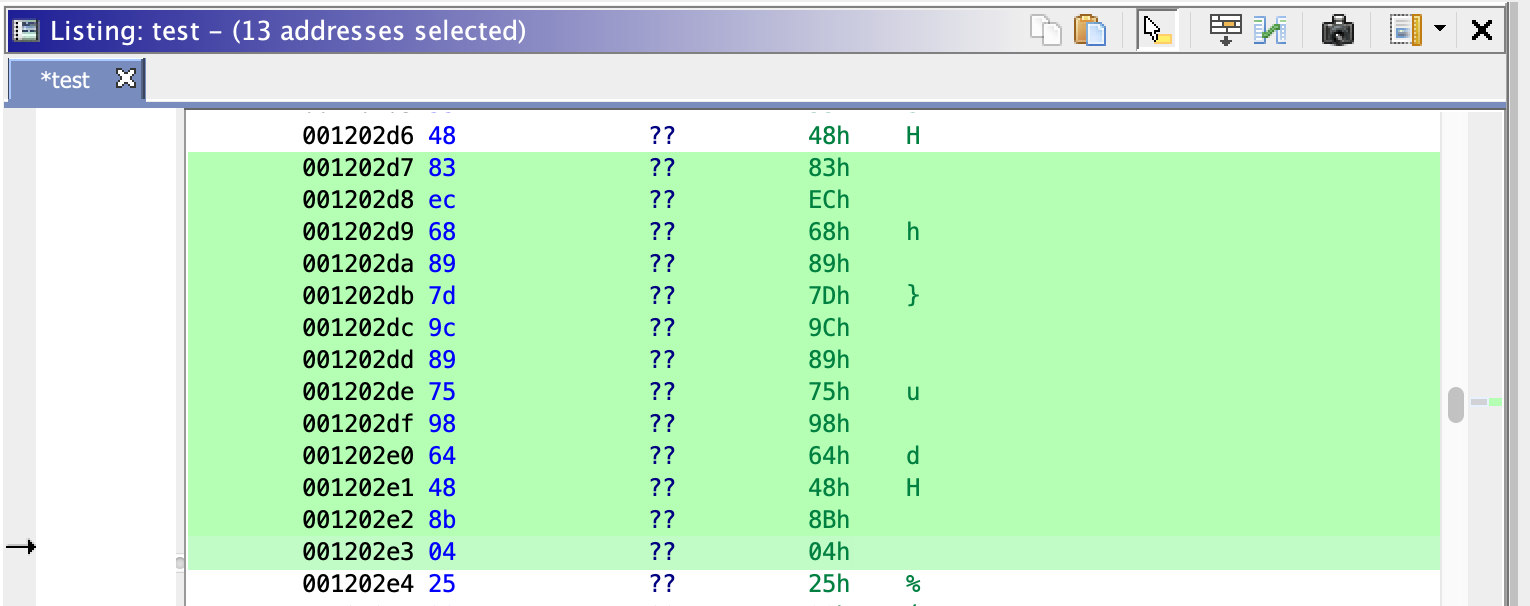 Listing: test – (13 addresses selected)
*test
001202d6 48 ?? 48h H
001202d7 83 ?? 83h
001202d8 ec ?? ECh
001202d9 68 ?? 68h h
001202da 89 ?? 89h
001202db 7d ?? 7Dh }
001202dc 9c ?? 9Ch
001202dd 89 ?? 89h
001202de 75 ?? 75h u
001202df 98 ?? 98h
001202e0 64 ?? 64h d
001202e1 48 ?? 48h H
001202e2 8b ?? 8Bh
001202e3 04 ?? 04h
001202e4 25 ?? 25h %